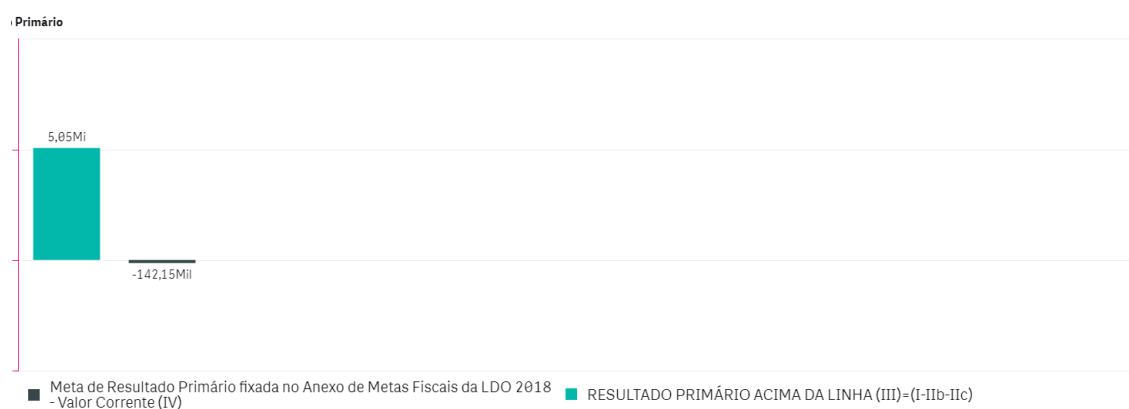 Primário
5,05Mi
-142,15Mil
Meta de Resultado Primário fixada no Anexo de Metas Fiscais da LDO 2018
- Valor Corrente (IV)
RESULTADO PRIMÁRIO ACIMA DA LINHA (III)=(I-IIb-IIc)